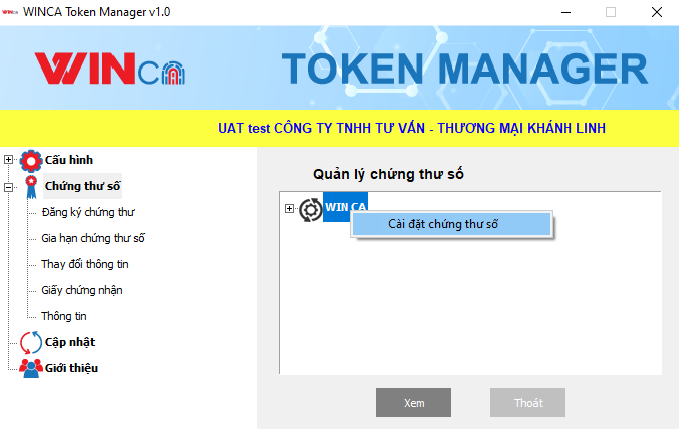 WINCA Token Manager v1.0
WINCA
TOKEN MANAGER
UAT test CÔNG TY TNHH TƯ VẤN - THƯƠNG MẠI KHÁNH LINH
Cấu hình
Chứng thư số
Đăng ký chứng thư
Gia hạn chứng thư số
Thay đổi thông tin
Giấy chứng nhận
Thông tin
Cập nhật
Giới thiệu
Quản lý chứng thư số
WIN CA
Cài đặt chứng thư số
Xem
Thoát